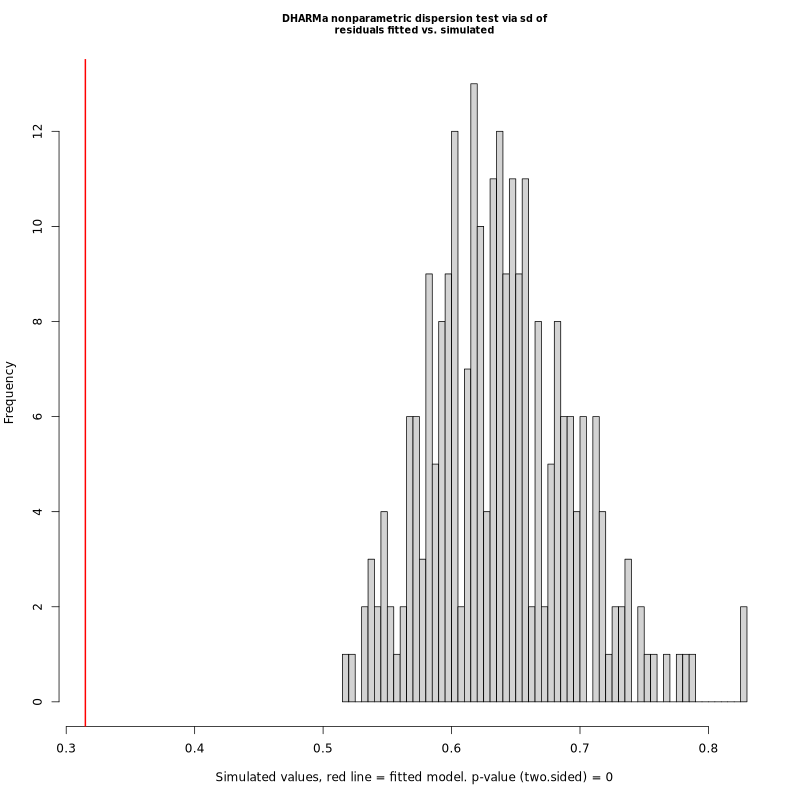 DHARMa nonparametric dispersion test via sd of
residuals fitted vs. simulated
Frequency
12
10
8
6
4
2
0
0.3 0.4 0.5 0.6 0.7 0.8
Simulated values, red line = fitted model. p-value (two.sided) = 0